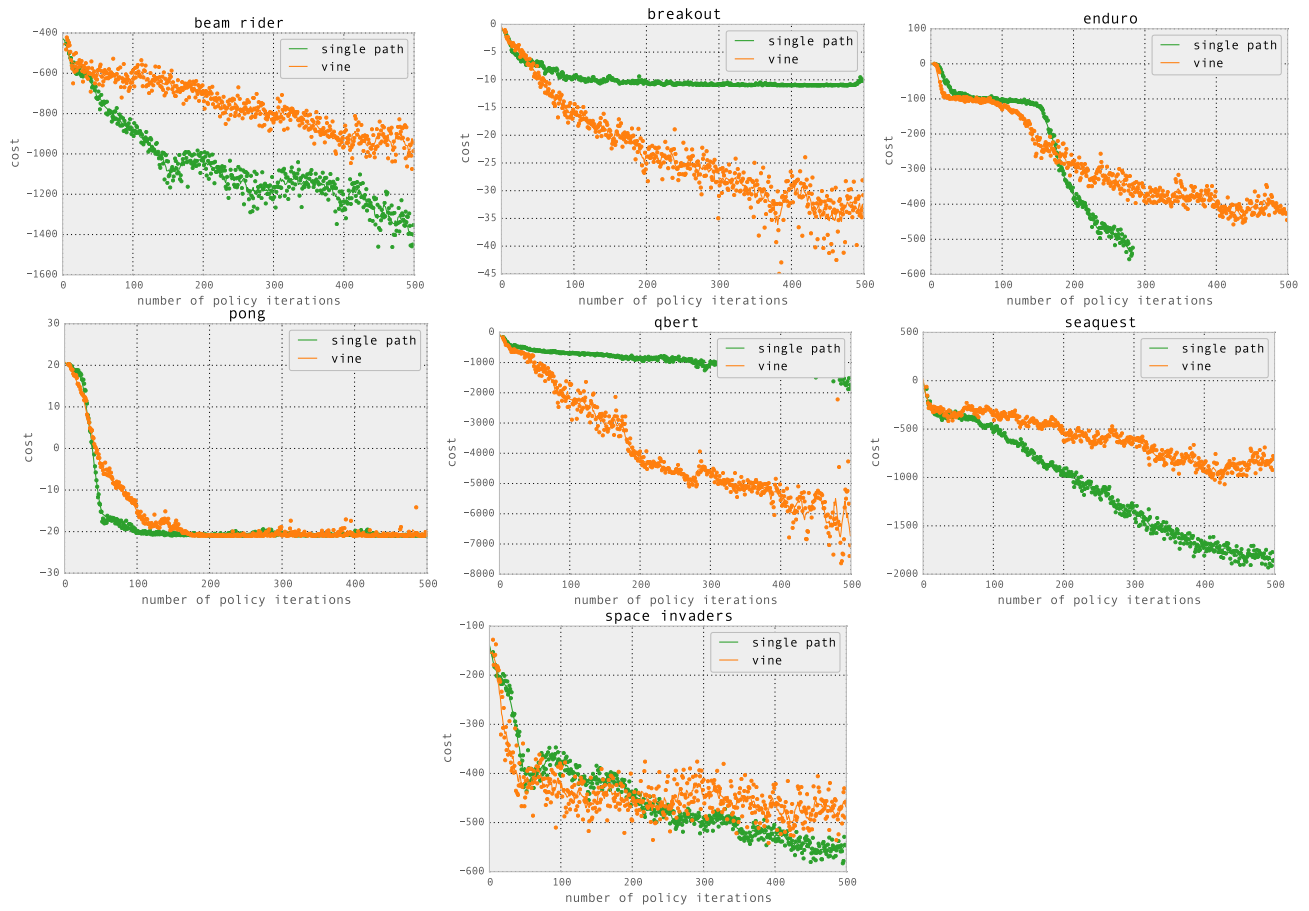 beam rider
−400
−600
−800
−1000
−1200
−1400
−1600
cost
single path
vine
0 100 200 300 400 500
number of policy iterations
breakout
0
−5
−10
−15
−20
−25
−30
−35
−40
−45
cost
single path
vine
0 100 200 300 400 500
number of policy iterations
enduro
100
0
−100
−200
−300
−400
−500
−600
cost
single path
vine
0 100 200 300 400 500
number of policy iterations
pong
30
20
10
0
−10
−20
−30
cost
single path
vine
0 100 200 300 400 500
number of policy iterations
qbert
0
−1000
−2000
−3000
−4000
−5000
−6000
−7000
−8000
cost
single path
vine
0 100 200 300 400 500
number of policy iterations
seaquest
500
0
−500
−1000
−1500
−2000
cost
single path
vine
0 100 200 300 400 500
number of policy iterations
space invaders
−100
−200
−300
−400
−500
−600
cost
single path
vine
0 100 200 300 400 500
number of policy iterations